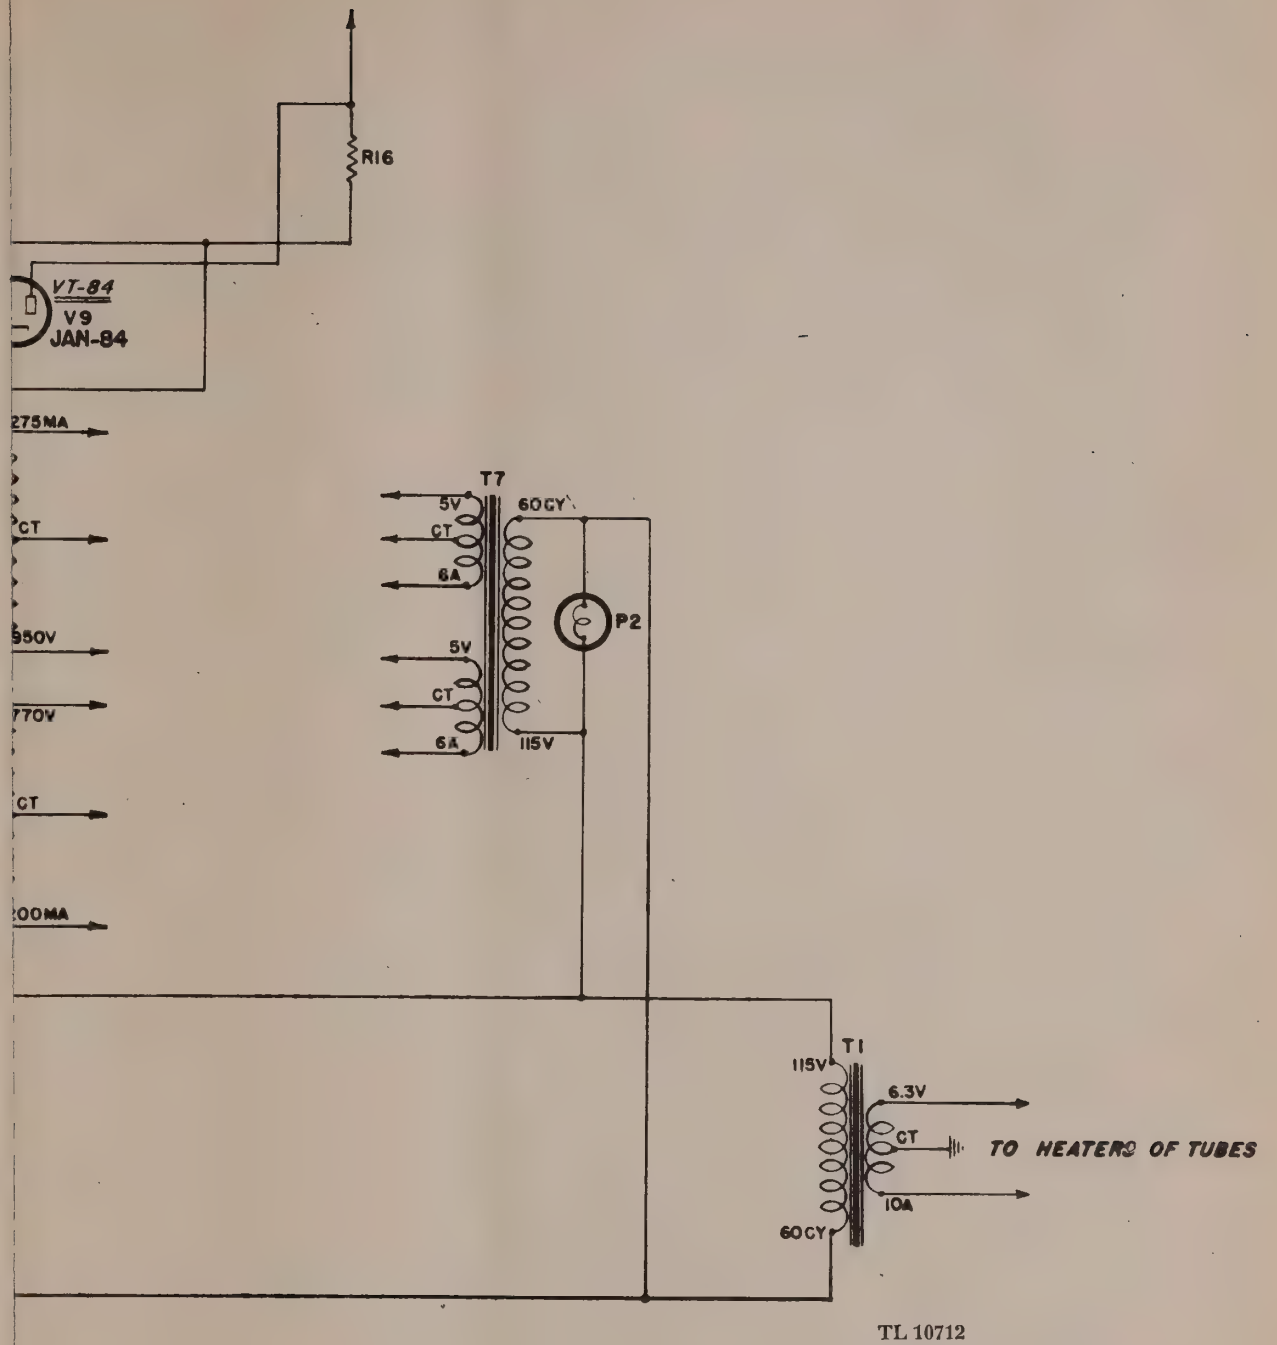 R16
VT-84
V9
JAN-84
275MA
CT
950V
770V
CT
200MA
T7
5V
CT
6A
5V
CT
6A
60CY
115V
P2
T1
115V
60CY
6.3V
CT
10A
TO HEATERS OF TUBES
TL 10712